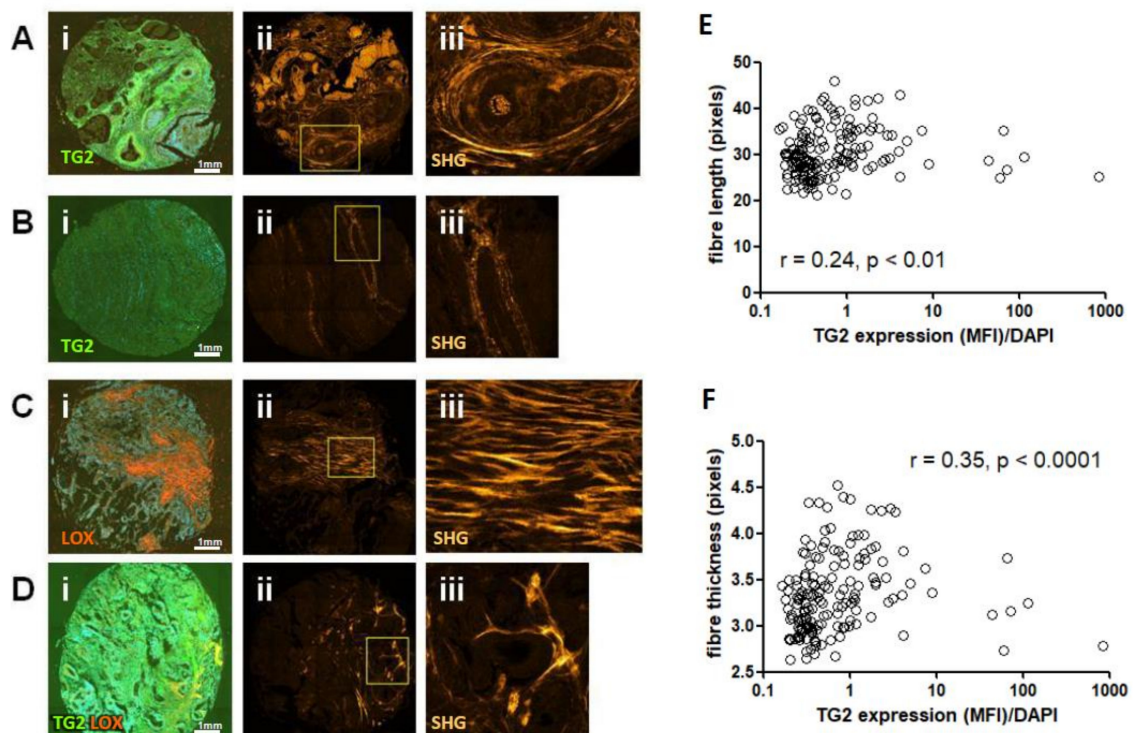 A
i
ii
iii
TG2
1mm
SHG
B
i
ii
iii
TG2
1mm
SHG
C
i
ii
iii
LOX
1mm
SHG
D
i
ii
iii
TG2 LOX
1mm
SHG
E
fibre length (pixels)
50
40
30
20
10
0
r = 0.24, p < 0.01
0.1 1 10 100 1000
TG2 expression (MFI)/DAPI
F
fibre thickness (pixels)
5.0
4.5
4.0
3.5
3.0
2.5
r = 0.35, p < 0.0001
0.1 1 10 100 1000
TG2 expression (MFI)/DAPI